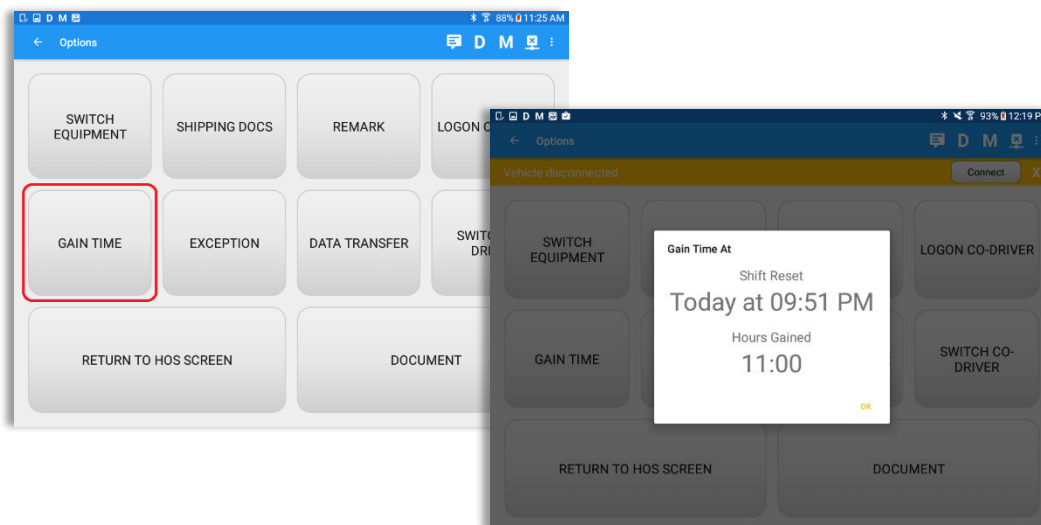 D M 88% 11:25 AM
Options
D M
SWITCH
EQUIPMENT
SHIPPING DOCS
REMARK
LOGON C
GAIN TIME
EXCEPTION
DATA TRANSFER
SWIT
DRI
RETURN TO HOS SCREEN
DOCUMENT
D M 93% 12:19 P
Options
D M
Vehicle disconnected
Connect
X
SWITCH
EQUIPMENT
LOGON CO-DRIVER
Gain Time At
Shift Reset
Today at 09:51 PM
Hours Gained
11:00
OK
GAIN TIME
SWITCH CO-
DRIVER
RETURN TO HOS SCREEN
DOCUMENT